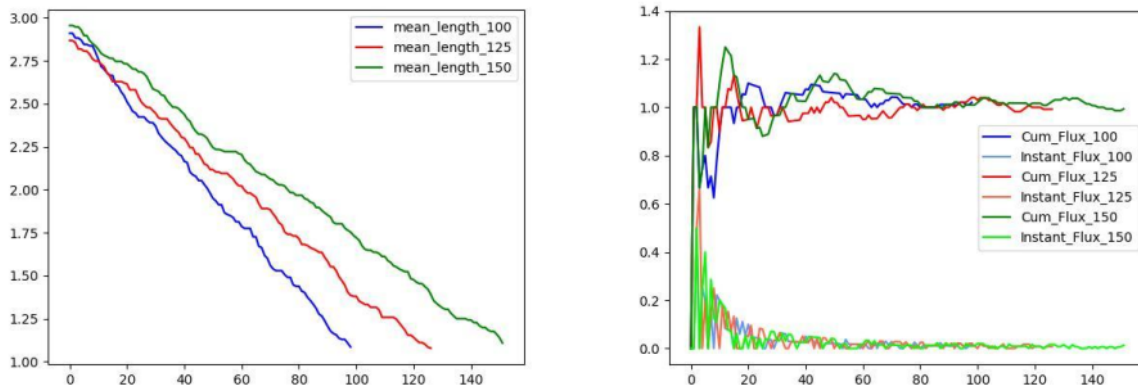 3.00
2.75
2.50
2.25
2.00
1.75
1.50
1.25
1.00
0 20 40 60 80 100 120 140
mean_length_100
mean_length_125
mean_length_150
1.4
1.2
1.0
0.8
0.6
0.4
0.2
0.0
0 20 40 60 80 100 120 140
Cum_Flux_100
Instant_Flux_100
Cum_Flux_125
Instant_Flux_125
Cum_Flux_150
Instant_Flux_150